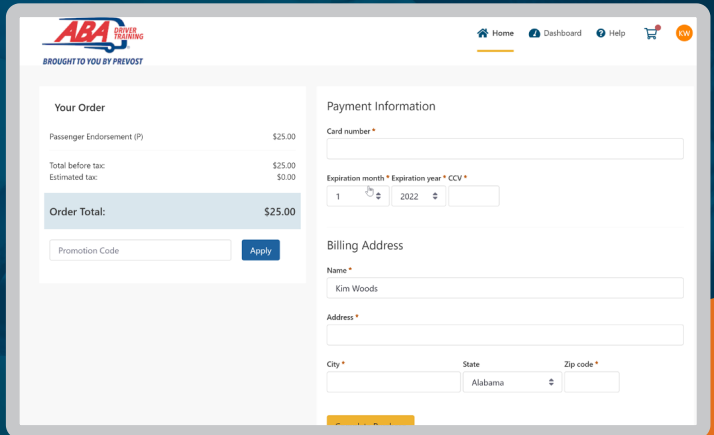 ABA DRIVER TRAINING
BROUGHT TO YOU BY PREVOST
Home Dashboard Help KW
Your Order
Passenger Endorsement (P) $25.00
Total before tax: $25.00
Estimated tax: $0.00
Order Total: $25.00
Promotion Code Apply
Payment Information
Card number *
Expiration month * Expiration year * CCV *
1 2022
Billing Address
Name *
Kim Woods
Address *
City * State Zip code *
Alabama